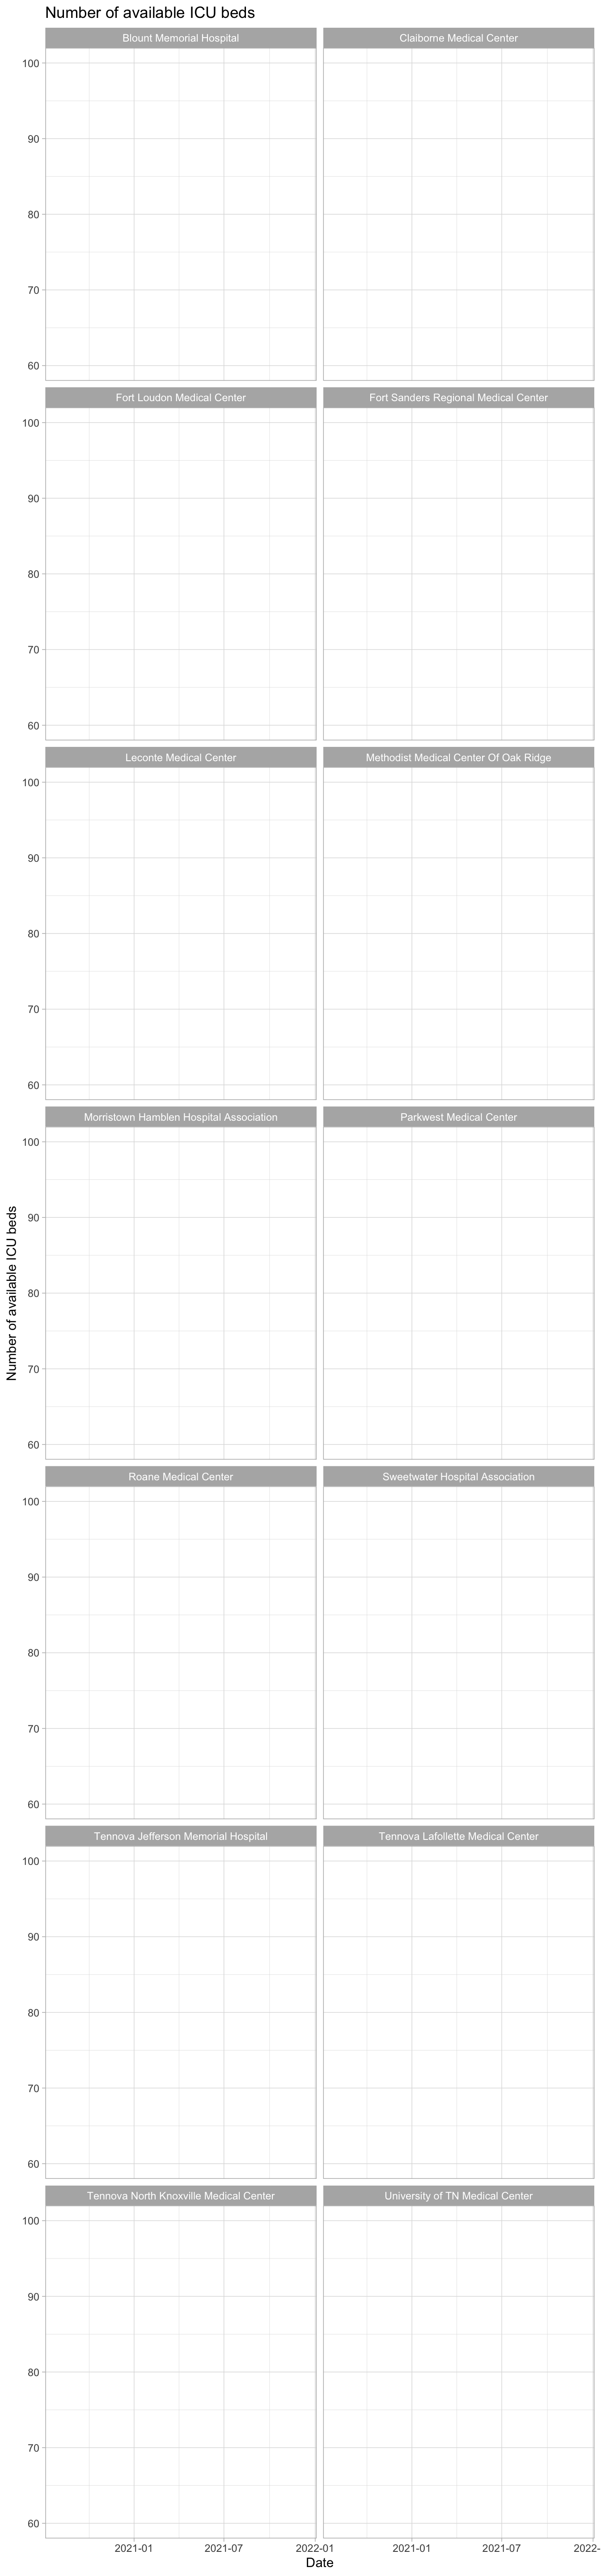 Number of available ICU beds
Blount Memorial Hospital
Claiborne Medical Center
100
90
80
70
60
Fort Loudon Medical Center
Fort Sanders Regional Medical Center
100
90
80
70
60
Leconte Medical Center
Methodist Medical Center Of Oak Ridge
100
90
80
70
60
Morristown Hamblen Hospital Association
Parkwest Medical Center
100
90
80
70
60
Number of available ICU beds
Roane Medical Center
Sweetwater Hospital Association
100
90
80
70
60
Tennova Jefferson Memorial Hospital
Tennova Lafollette Medical Center
100
90
80
70
60
Tennova North Knoxville Medical Center
University of TN Medical Center
100
90
80
70
60
2021-01 2021-07 2022-01 2021-01 2021-07 2022-
Date